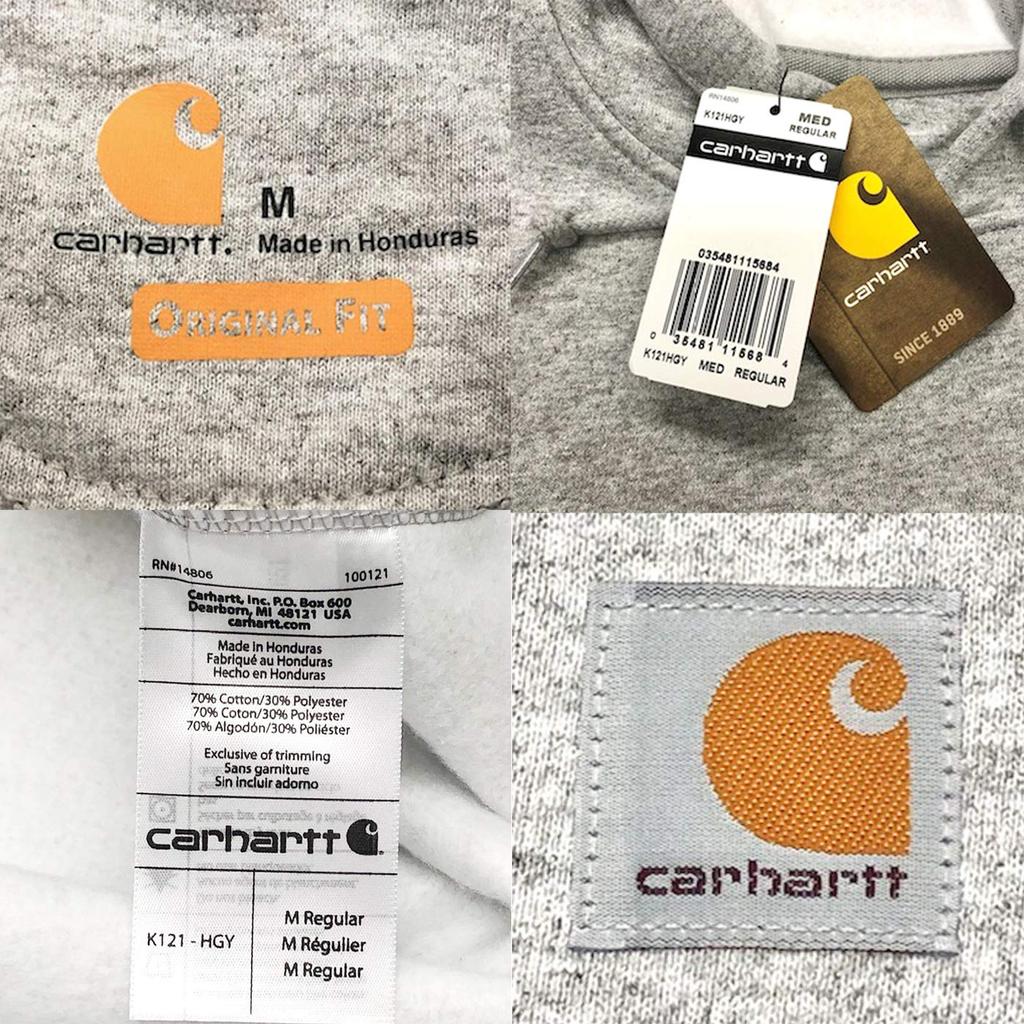 M
carhartt. Made in Honduras
ORIGINAL FIT
RN14806
K121HGY MED
REGULAR
carhartt
035481115684
0 35481 11568 4
K121HGY MED REGULAR
carhartt
SINCE 1889
RN#14806 100121
Carhartt, Inc. P.O. Box 600
Dearborn, MI 48121 USA
carhartt.com
Made in Honduras
Fabriqué au Honduras
Hecho en Honduras
70% Cotton/30% Polyester
70% Coton/30% Polyester
70% Algodón/30% Poliéster
Exclusive of trimming
Sans garniture
Sin incluir adorno
carhartt
M Regular
K121 - HGY M Régulier
M Regular
carhartt